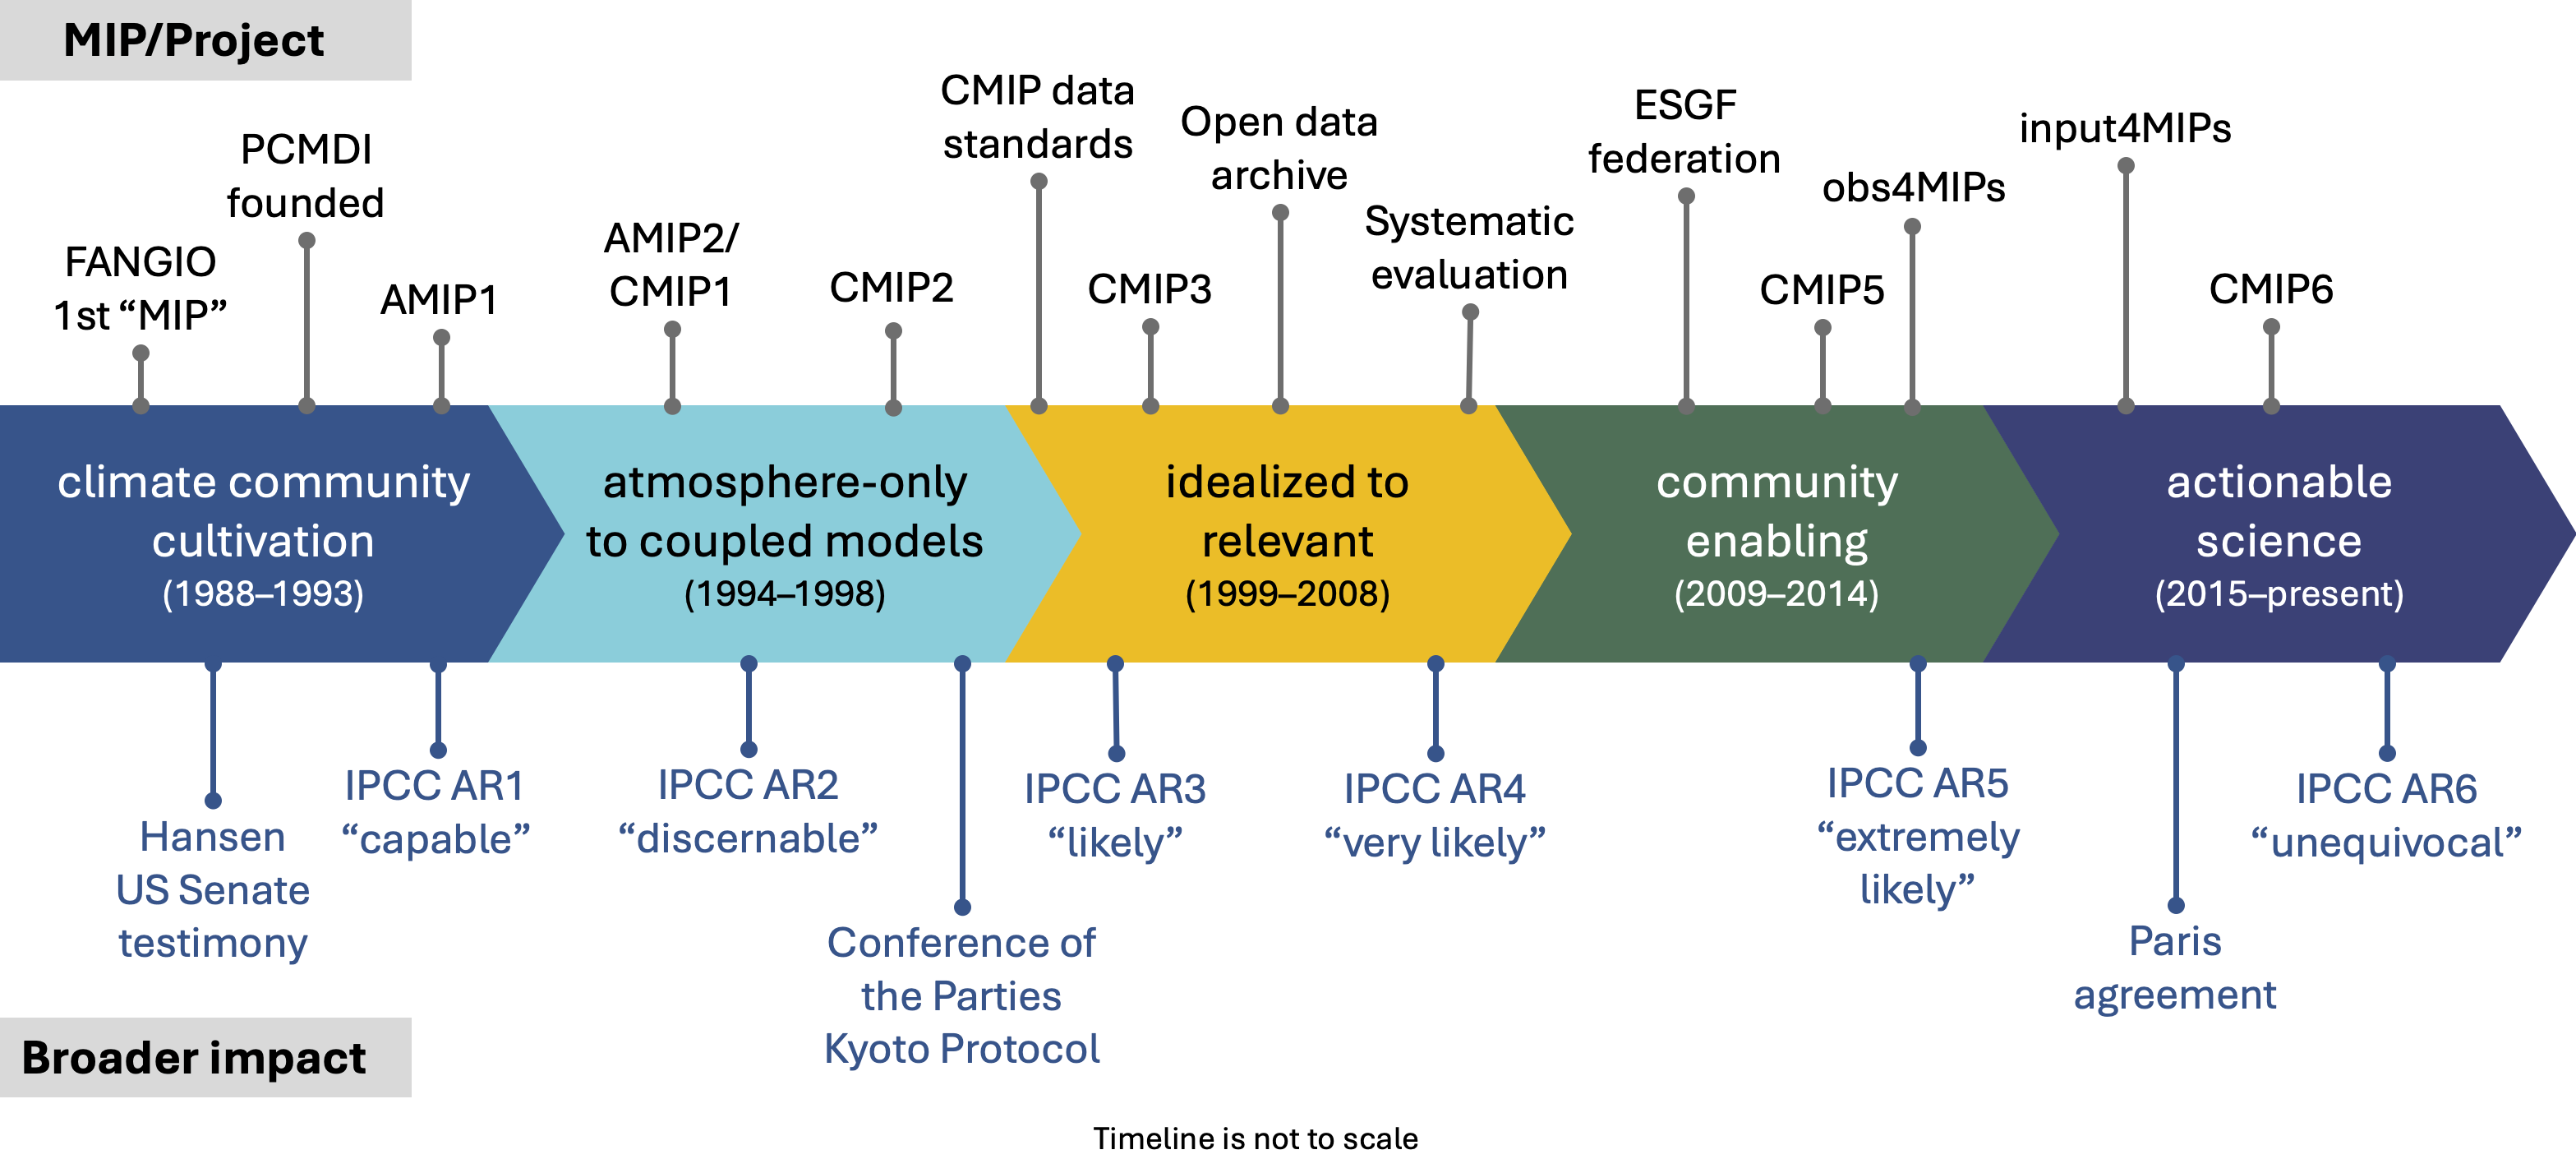 MIP/Project
FANGIO
1st “MIP”
PCMDI
founded
AMIP1
AMIP2/
CMIP1
CMIP2
CMIP data
standards
CMIP3
Open data
archive
Systematic
evaluation
ESGF
federation
CMIP5
obs4MIPs
input4MIPs
CMIP6
climate community
cultivation
(1988–1993)
atmosphere-only
to coupled models
(1994–1998)
idealized to
relevant
(1999–2008)
community
enabling
(2009–2014)
actionable
science
(2015–present)
Hansen
US Senate
testimony
IPCC AR1
“capable”
IPCC AR2
“discernable”
Conference of
the Parties
Kyoto Protocol
IPCC AR3
“likely”
IPCC AR4
“very likely”
IPCC AR5
“extremely
likely”
Paris
agreement
IPCC AR6
“unequivocal”
Broader impact
Timeline is not to scale